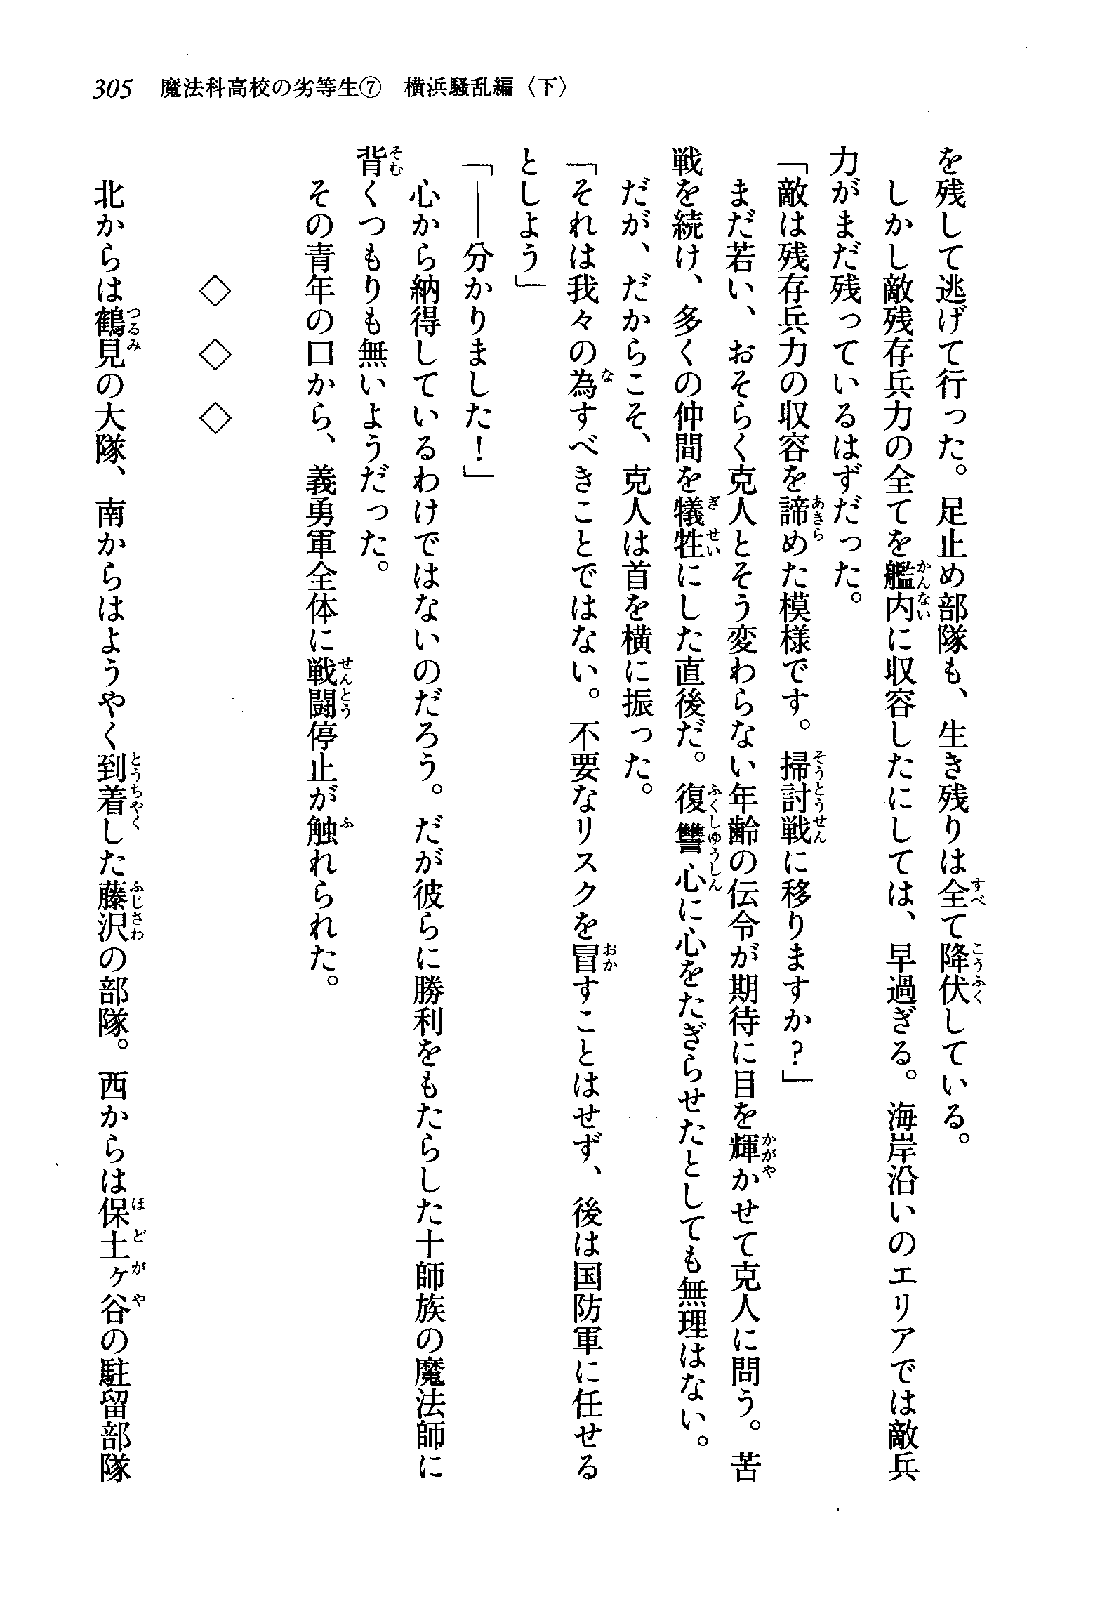 305 魔法科高校の劣等生⑦ 横浜騒乱編〈下〉
を残して逃げて行った。足止め部隊も、生き残りは全て降伏している。
しかし敵残存兵力の全てを艦内に収容したにしては、早過ぎる。海岸沿いのエリアでは敵兵
力がまだ残っているはずだった。
「敵は残存兵力の収容を諦めた模様です。掃討戦に移りますか？」
まだ若い、おそらく克人とそう変わらない年齢の伝令が期待に目を輝かせて克人に問う。苦
戦を続け、多くの仲間を犠牲にした直後だ。復讐心に心をたぎらせたとしても無理はない。
だが、だからこそ、克人は首を横に振った。
「それは我々の為すべきことではない。不要なリスクを冒すことはせず、後は国防軍に任せる
としよう」
「――分かりました！」
心から納得しているわけではないのだろう。だが彼らに勝利をもたらした十師族の魔法師に
背くつもりも無いようだった。
その青年の口から、義勇軍全体に戦闘停止が触れられた。
◇ ◇ ◇
北からは鶴見の大隊、南からはようやく到着した藤沢の部隊。西からは保土ヶ谷の駐留部隊